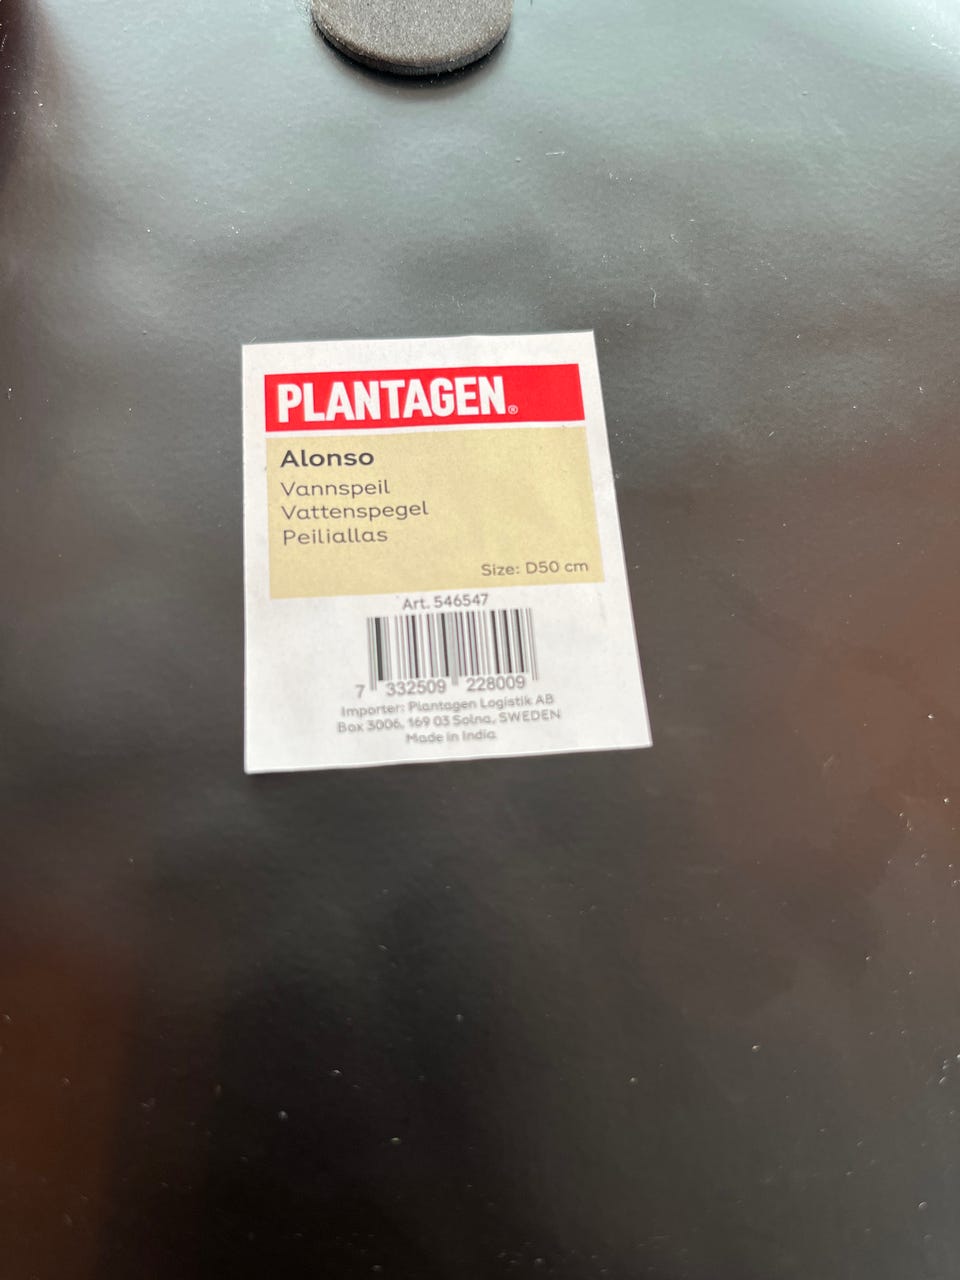 PLANTAGEN®
Alonso
Vannspeil
Vattenspegel
Peiliallas
Size: D50 cm
Art. 546547
7 332509 228009
Importer: Plantagen Logistik AB
Box 3006, 169 03 Solna, SWEDEN
Made in India